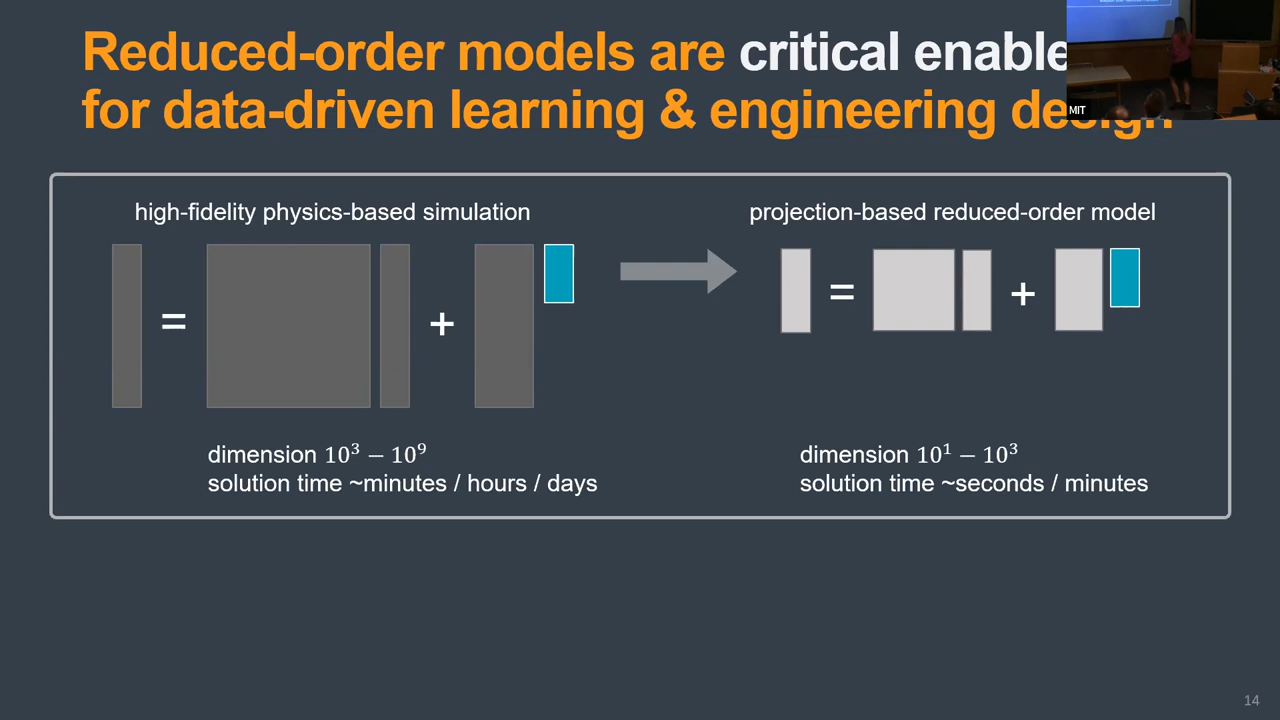 Reduced-order models are critical enable
for data-driven learning & engineering design
MIT
high-fidelity physics-based simulation
projection-based reduced-order model
=
+
=
+
dimension 10³ − 10⁹
solution time ~minutes / hours / days
dimension 10¹ − 10³
solution time ~seconds / minutes
14